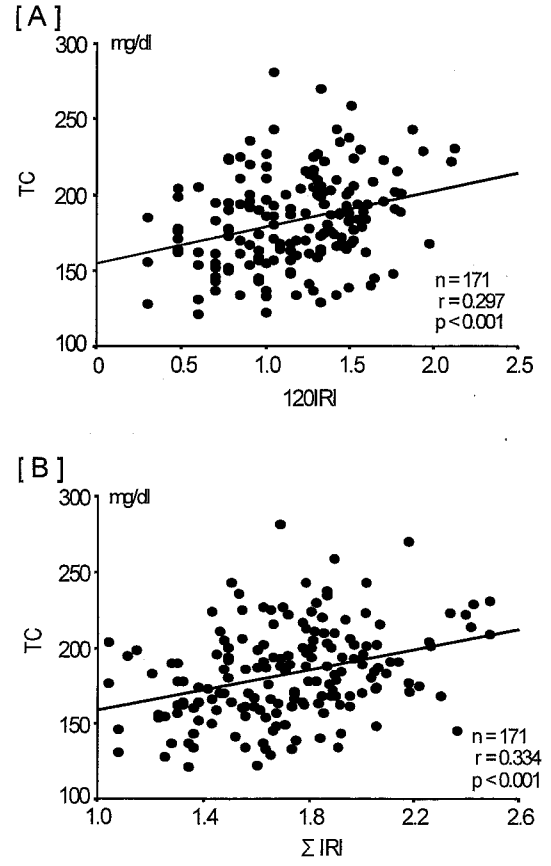 [ A ]
300 mg/dl
250
200
TC
150
n = 171
r = 0.297
p < 0.001
100
0 0.5 1.0 1.5 2.0 2.5
120IRI
[ B ]
300 mg/dl
250
200
TC
150
n = 171
r = 0.334
p < 0.001
100
1.0 1.4 1.8 2.2 2.6
Σ IRI